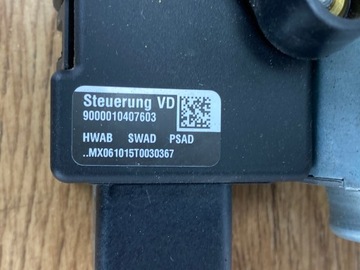 Steuerung VD
9000010407603
HWAB SWAD PSAD
..MX061015T0030367